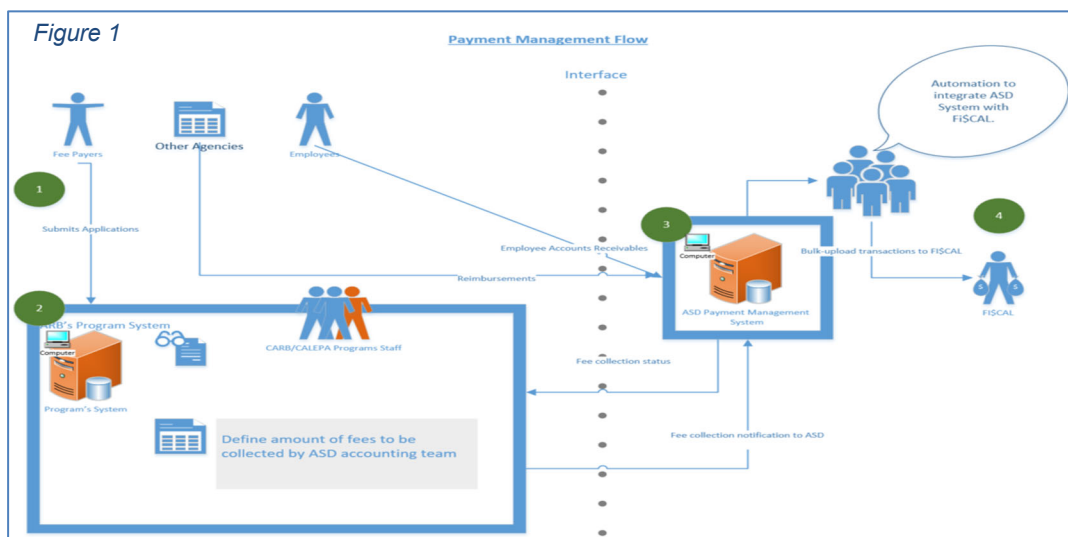 Figure 1
Payment Management Flow
Interface
Automation to
integrate ASD
System with
Fi$CAL.
Fee Payers
Other Agencies
Employees
1
Submits Applications
3
4
Computer
Employee Accounts Receivables
Reimbursements
Bulk-upload transactions to FI$CAL
ASD Payment Management
System
FI$CAL
2
ARB's Program System
Computer
CARB/CALEPA Programs Staff
Program's System
Fee collection status
Define amount of fees to be
collected by ASD accounting team
Fee collection notification to ASD